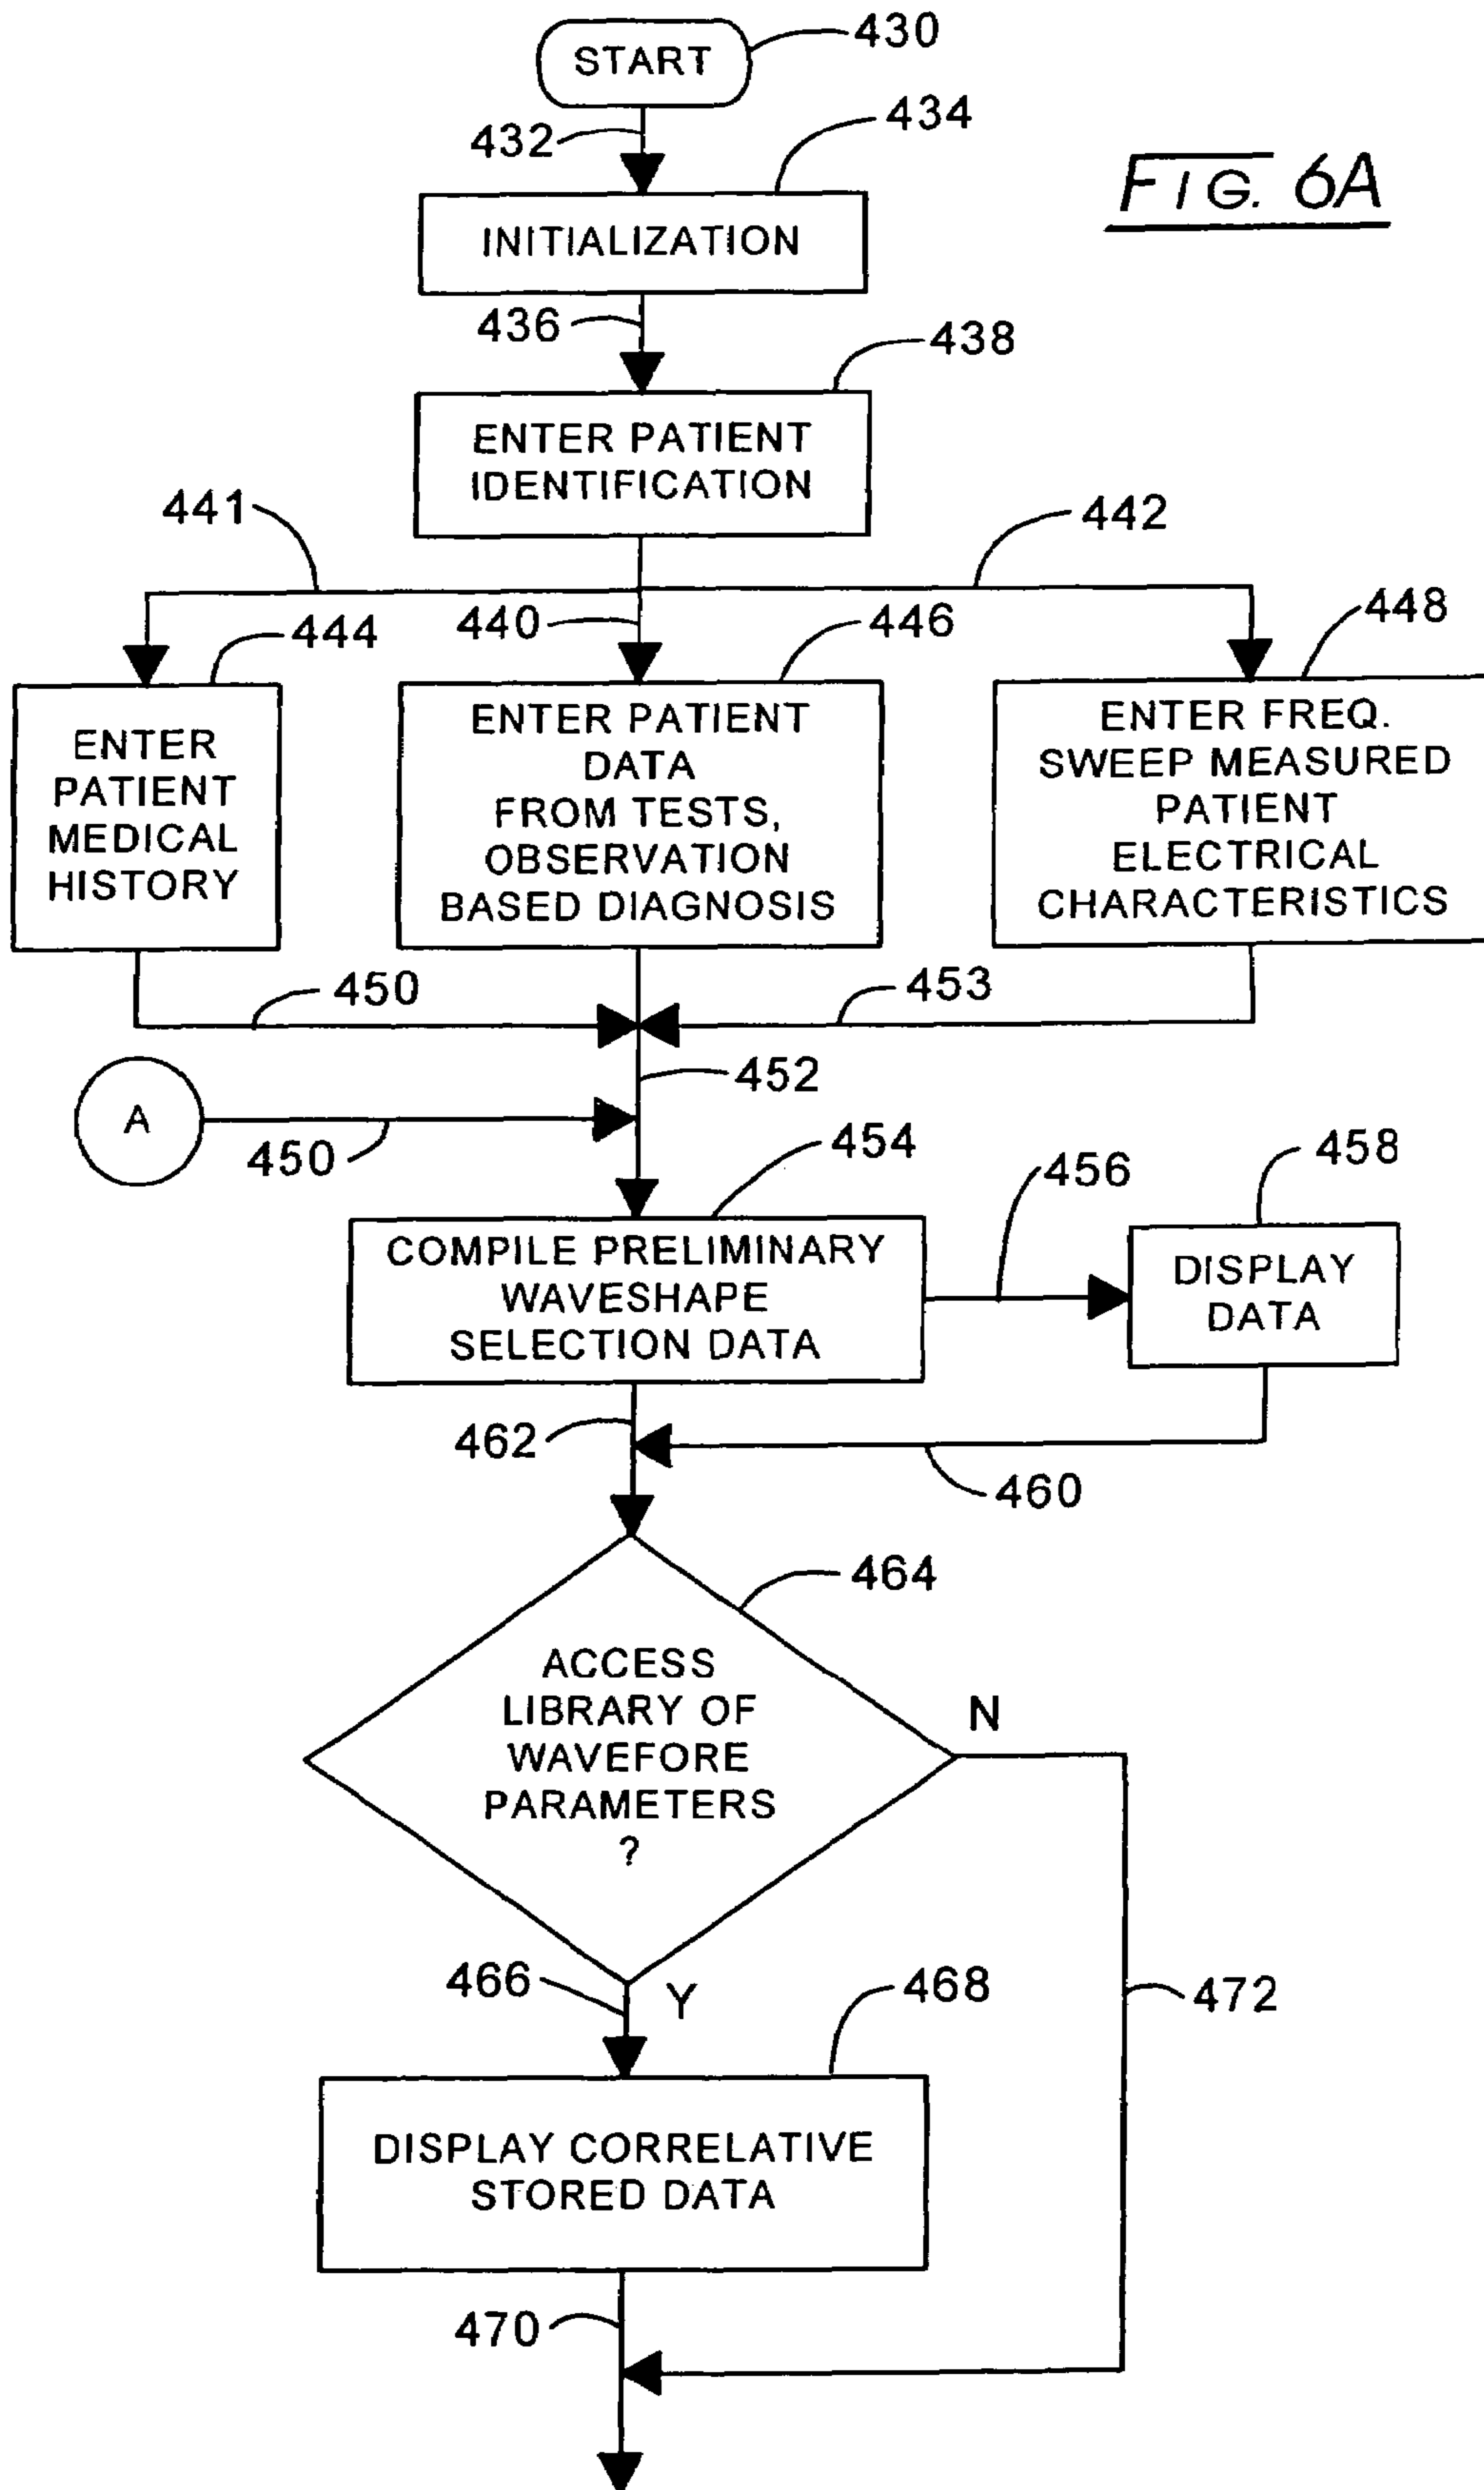 430
START
432
434
FIG. 6A
INITIALIZATION
436
438
ENTER PATIENT
IDENTIFICATION
441
442
444
440
446
448
ENTER
PATIENT
MEDICAL
HISTORY
ENTER PATIENT
DATA
FROM TESTS,
OBSERVATION
BASED DIAGNOSIS
ENTER FREQ.
SWEEP MEASURED
PATIENT
ELECTRICAL
CHARACTERISTICS
450
453
452
A
450
454
456
458
COMPILE PRELIMINARY
WAVESHAPE
SELECTION DATA
DISPLAY
DATA
462
460
464
ACCESS
LIBRARY OF
WAVEFORE
PARAMETERS
?
N
466
Y
468
472
DISPLAY CORRELATIVE
STORED DATA
470